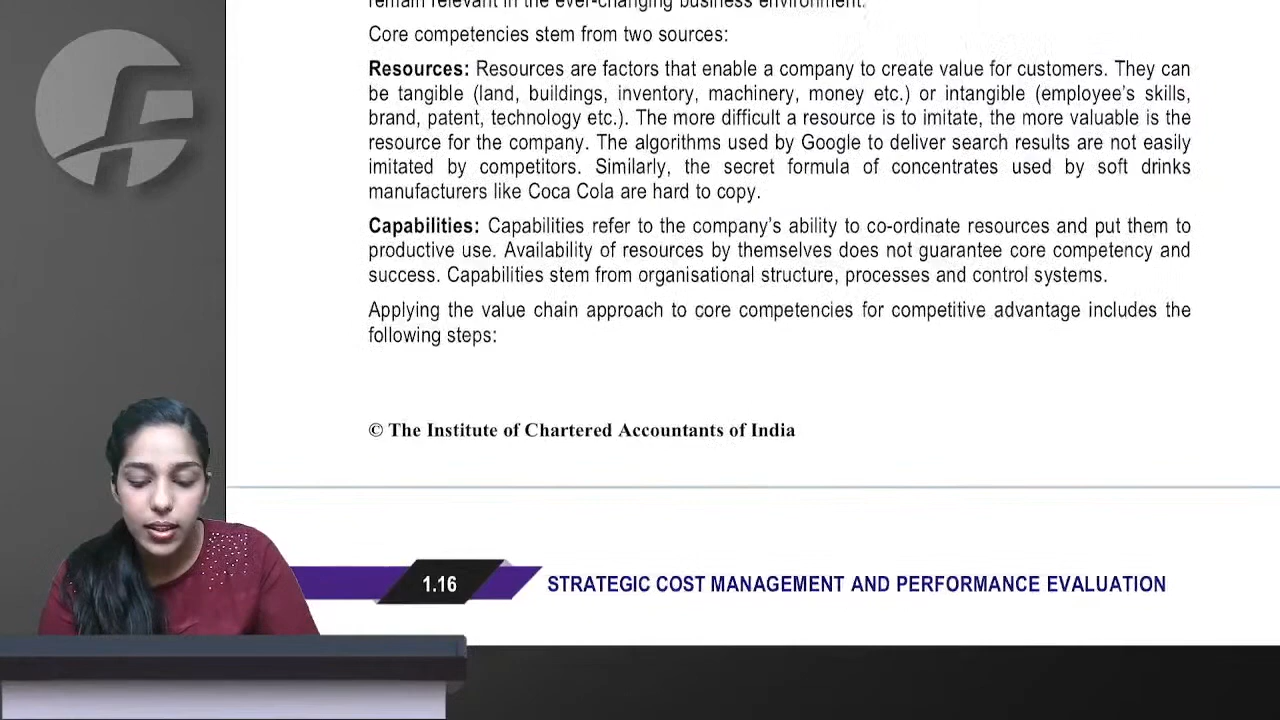 remain relevant in the ever-changing business environment.
Core competencies stem from two sources:
Resources: Resources are factors that enable a company to create value for customers. They can
be tangible (land, buildings, inventory, machinery, money etc.) or intangible (employee's skills,
brand, patent, technology etc.). The more difficult a resource is to imitate, the more valuable is the
resource for the company. The algorithms used by Google to deliver search results are not easily
imitated by competitors. Similarly, the secret formula of concentrates used by soft drinks
manufacturers like Coca Cola are hard to copy.
Capabilities: Capabilities refer to the company's ability to co-ordinate resources and put them to
productive use. Availability of resources by themselves does not guarantee core competency and
success. Capabilities stem from organisational structure, processes and control systems.
Applying the value chain approach to core competencies for competitive advantage includes the
following steps:
© The Institute of Chartered Accountants of India
1.16 STRATEGIC COST MANAGEMENT AND PERFORMANCE EVALUATION